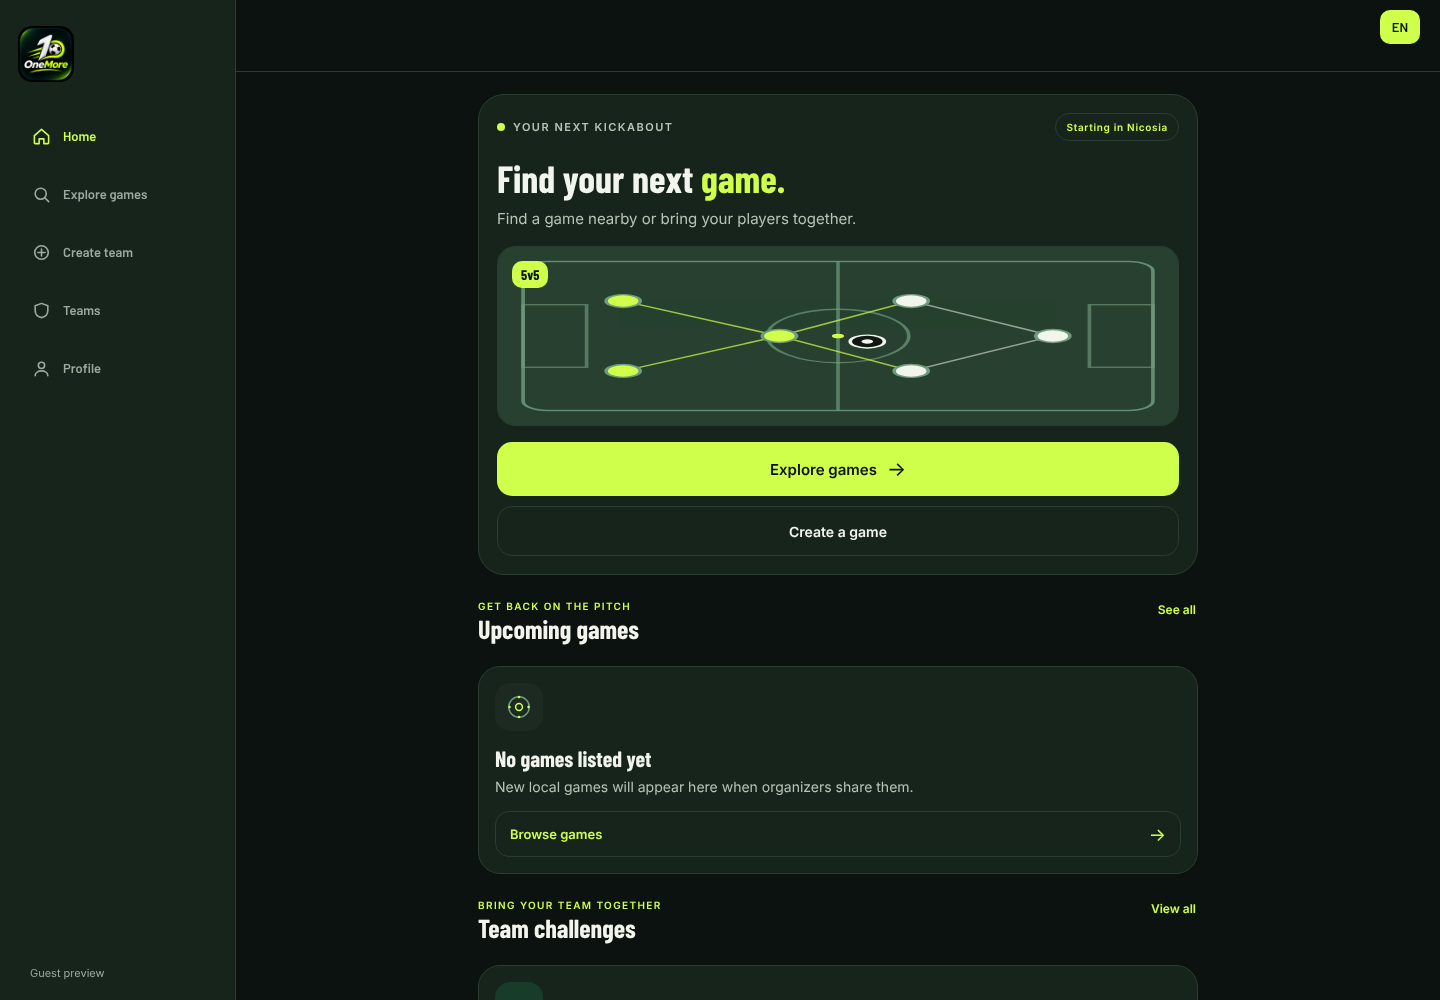 OneMore
Home
Explore games
Create team
Teams
Profile
Guest preview
EN
YOUR NEXT KICKABOUT
Starting in Nicosia
Find your next game.
Find a game nearby or bring your players together.
5v5
Explore games
Create a game
GET BACK ON THE PITCH
See all
Upcoming games
No games listed yet
New local games will appear here when organizers share them.
Browse games
BRING YOUR TEAM TOGETHER
View all
Team challenges